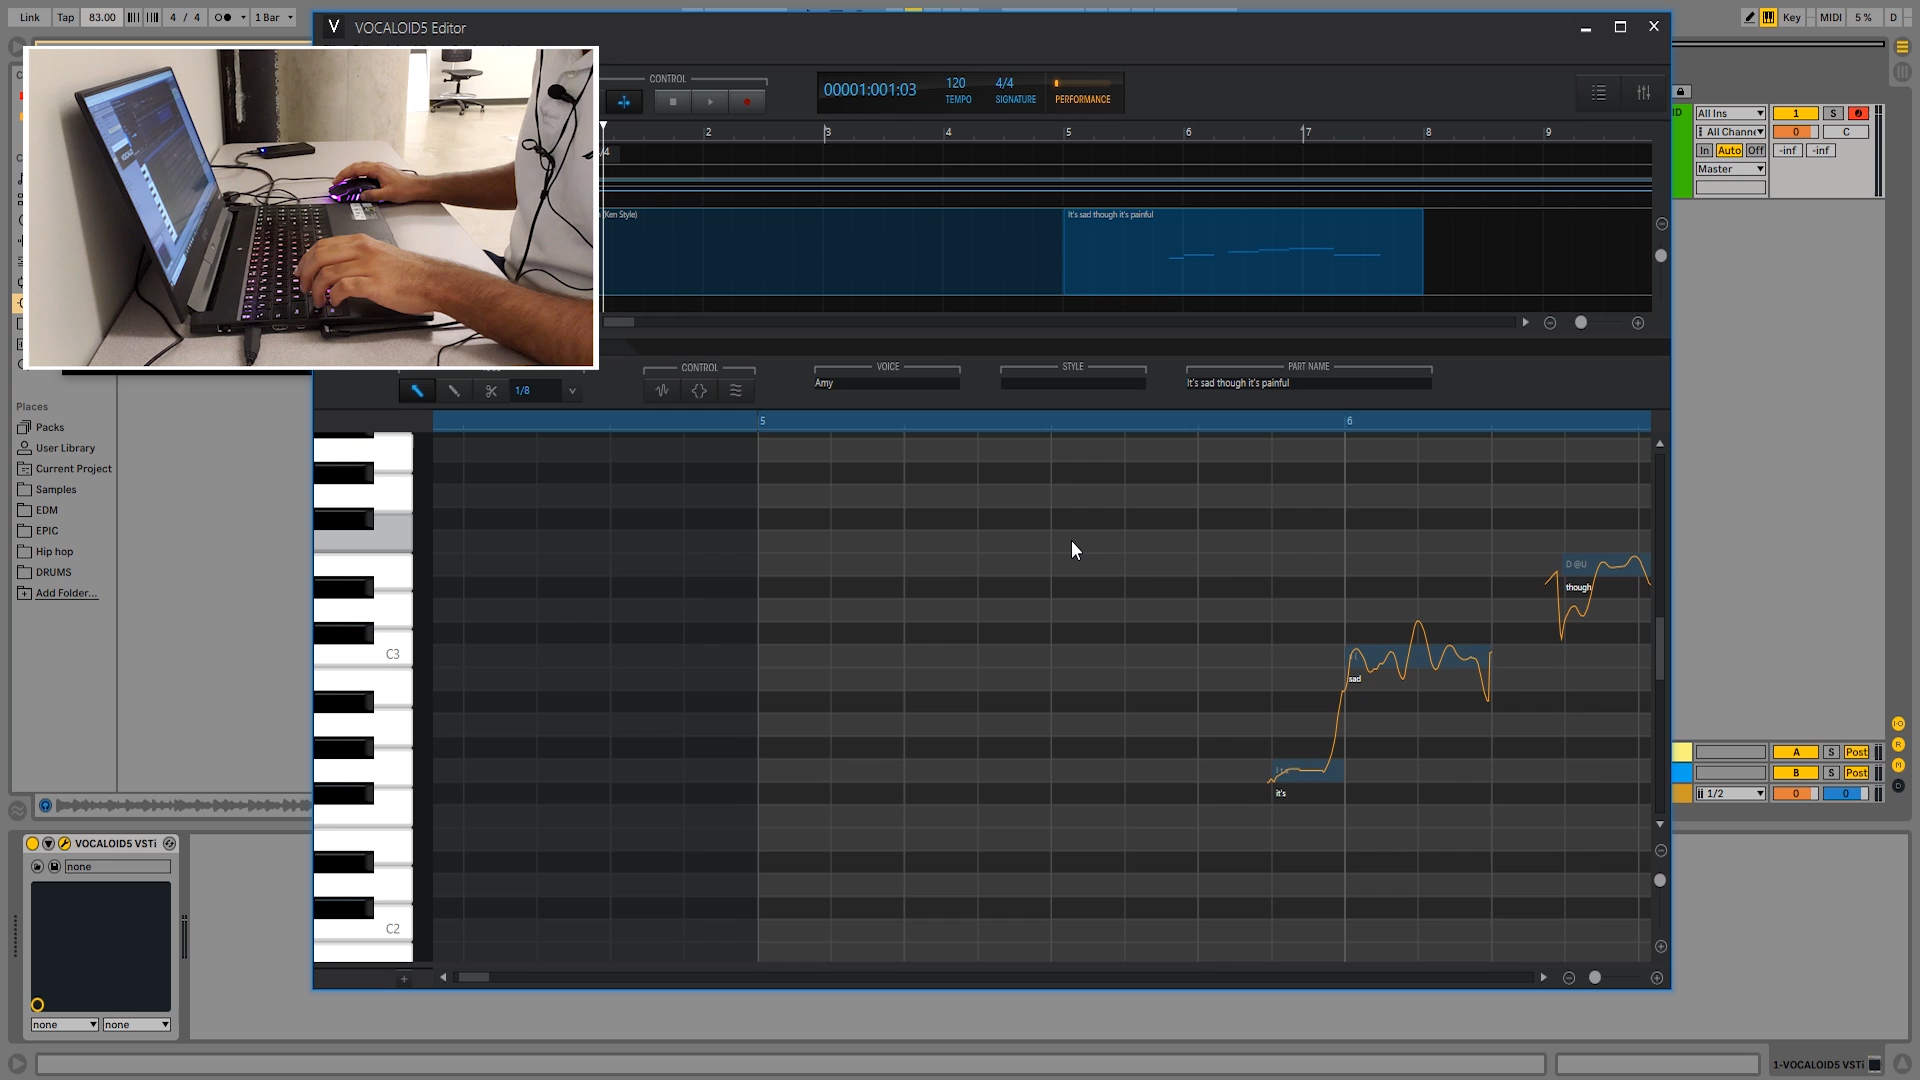 Link
Tap
83.00
4 / 4
1 Bar
Key
MIDI
5 %
D
V
VOCALOID5 Editor
CONTROL
00001:001:03
120
TEMPO
4/4
SIGNATURE
PERFORMANCE
2
3
4
5
6
7
8
9
/4
(Ken Style)
It's sad though it's painful
All Ins
1
S
All Channe
0
C
In
Auto
Off
-inf
-inf
Master
CONTROL
VOICE
STYLE
PART NAME
1/8
Amy
It's sad though it's painful
5
6
Places
Packs
User Library
Current Project
Samples
EDM
EPIC
Hip hop
DRUMS
Add Folder...
C3
C2
D @U
though
sad
it's
A
S
Post
B
S
Post
1/2
0
0
I·O
R
M
D
VOCALOID5 VSTi
none
none
none
1-VOCALOID5 VSTi